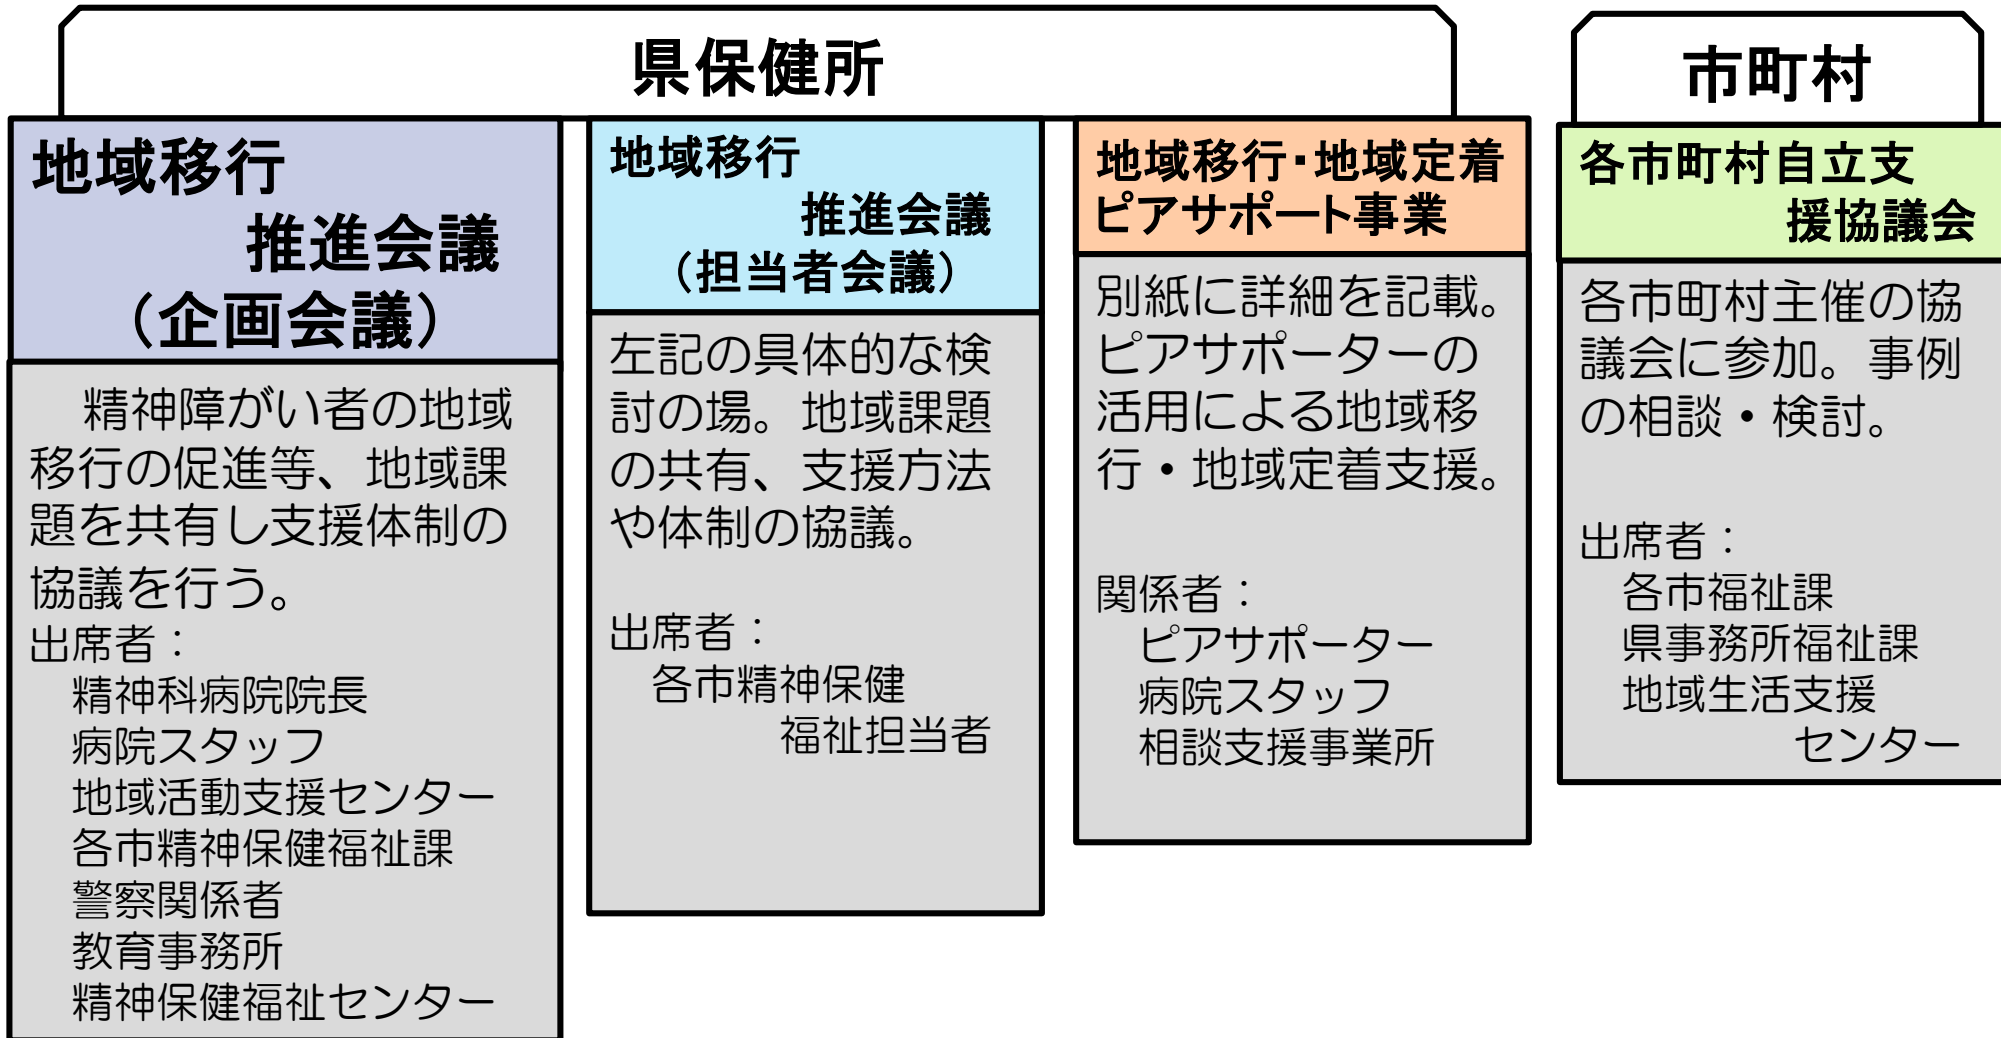 県保健所
地域移行
推進会議
（企画会議）
精神障がい者の地域
移行の促進等、地域課
題を共有し支援体制の
協議を行う。
出席者：
精神科病院院長
病院スタッフ
地域活動支援センター
各市精神保健福祉課
警察関係者
教育事務所
精神保健福祉センター
地域移行
推進会議
（担当者会議）
左記の具体的な検
討の場。地域課題
の共有、支援方法
や体制の協議。
出席者：
各市精神保健
福祉担当者
地域移行・地域定着
ピアサポート事業
別紙に詳細を記載。
ピアサポーターの
活用による地域移
行・地域定着支援。
関係者：
ピアサポーター
病院スタッフ
相談支援事業所
市町村
各市町村自立支
援協議会
各市町村主催の協
議会に参加。事例
の相談・検討。
出席者：
各市福祉課
県事務所福祉課
地域生活支援
センター